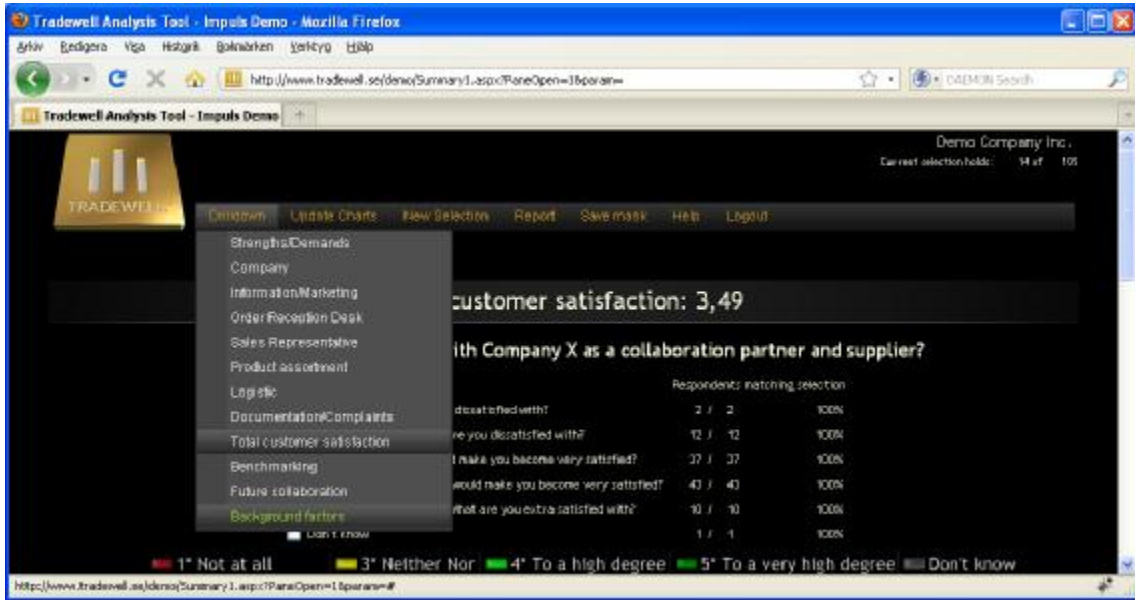 Tradewell Analysis Tool - Impuls Demo - Mozilla Firefox
Arkiv Redigera Visa Historik Bokmärken Verktyg Hjälp
http://www.tradewell.se/demo/Summary1.aspx?PaneOpen=1&param=
DAEMON Search
Tradewell Analysis Tool - Impuls Demo
Demo Company Inc.
Current selection holds: 14 of 105
TRADEWELL
Drilldown Update Charts New Selection Report Save mask Help Logout
Strengths/Demands
Company
Information/Marketing
customer satisfaction: 3,49
Order Reception Desk
Sales Representative
ith Company X as a collaboration partner and supplier?
Product assortment
Respondents matching selection
Logistic
dissatisfied with? 2 / 2 100%
Documentation/Complaints
re you dissatisfied with? 12 / 12 100%
Total customer satisfaction
make you become very satisfied? 37 / 37 100%
Benchmarking
would make you become very satisfied? 43 / 43 100%
Future collaboration
hat are you extra satisfied with? 10 / 10 100%
Background factors
Don't know 1 / 1 100%
1* Not at all 3* Neither Nor 4* To a high degree 5* To a very high degree Don't know
http://www.tradewell.se/demo/Summary1.aspx?PaneOpen=1&param=#